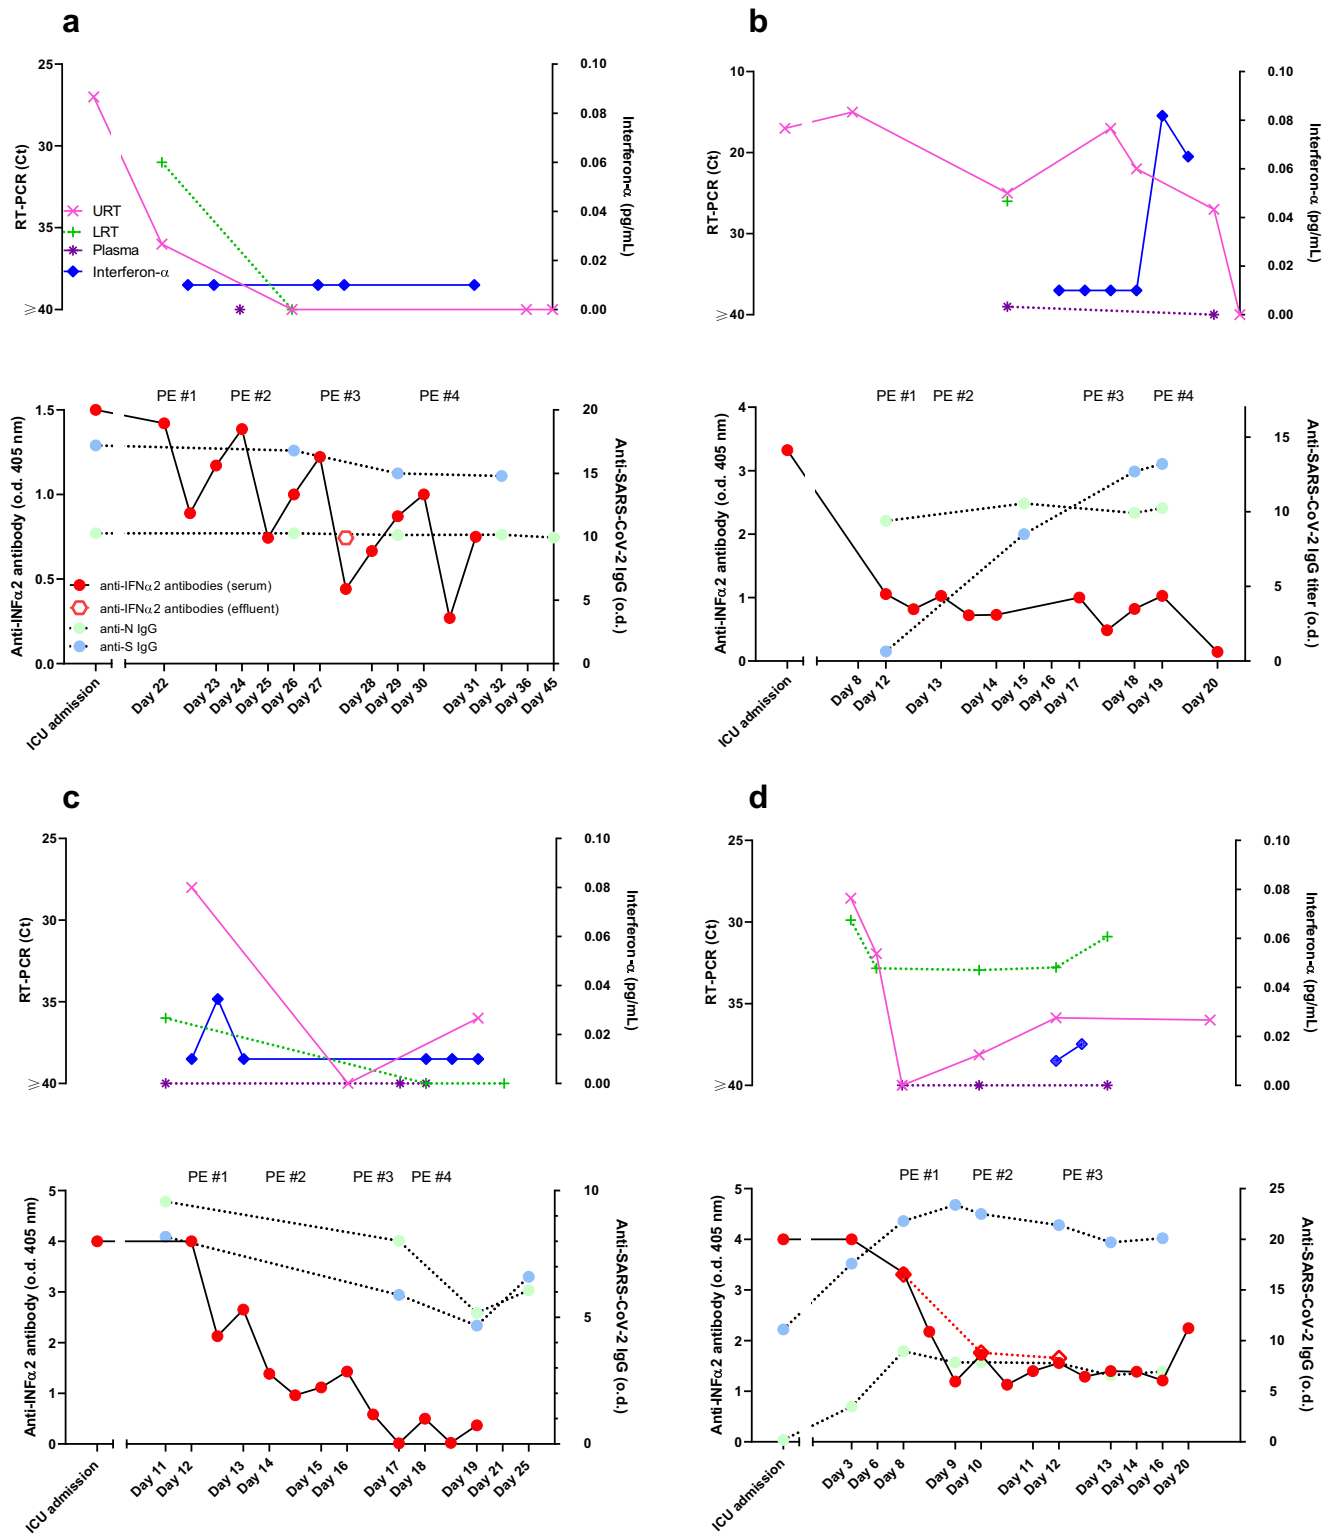 a
25
30
35
⩾ 40
RT-PCR (Ct)
0.10
0.08
0.06
0.04
0.02
0.00
Interferon-α (pg/mL)
URT
LRT
Plasma
Interferon-α
PE #1 PE #2 PE #3 PE #4
1.5
1.0
0.5
0.0
Anti-INFα2 antibody (o.d. 405 nm)
20
15
10
5
0
Anti-SARS-CoV-2 IgG (o.d.)
anti-IFNα2 antibodies (serum)
anti-IFNα2 antibodies (effluent)
anti-N IgG
anti-S IgG
ICU admission Day 22 Day 23 Day 24 Day 25 Day 26 Day 27 Day 28 Day 29 Day 30 Day 31 Day 32 Day 36 Day 45
b
10
20
30
⩾ 40
RT-PCR (Ct)
0.10
0.08
0.06
0.04
0.02
0.00
Interferon-α (pg/mL)
PE #1 PE #2 PE #3 PE #4
4
3
2
1
0
Anti-INFα2 antibody (o.d. 405 nm)
15
10
5
0
Anti-SARS-CoV-2 IgG titer (o.d.)
ICU admission Day 8 Day 12 Day 13 Day 14 Day 15 Day 16 Day 17 Day 18 Day 19 Day 20
c
25
30
35
⩾ 40
RT-PCR (Ct)
0.10
0.08
0.06
0.04
0.02
0.00
Interferon-α (pg/mL)
PE #1 PE #2 PE #3 PE #4
5
4
3
2
1
0
Anti-INFα2 antibody (o.d. 405 nm)
10
5
0
Anti-SARS-CoV-2 IgG (o.d.)
ICU admission Day 11 Day 12 Day 13 Day 14 Day 15 Day 16 Day 17 Day 18 Day 19 Day 21 Day 25
d
25
30
35
⩾ 40
RT-PCR (Ct)
0.10
0.08
0.06
0.04
0.02
0.00
Interferon-α (pg/mL)
PE #1 PE #2 PE #3
5
4
3
2
1
0
Anti-INFα2 antibody (o.d. 405 nm)
25
20
15
10
5
0
Anti-SARS-CoV-2 IgG (o.d.)
ICU admission Day 3 Day 6 Day 8 Day 9 Day 10 Day 11 Day 12 Day 13 Day 14 Day 16 Day 20